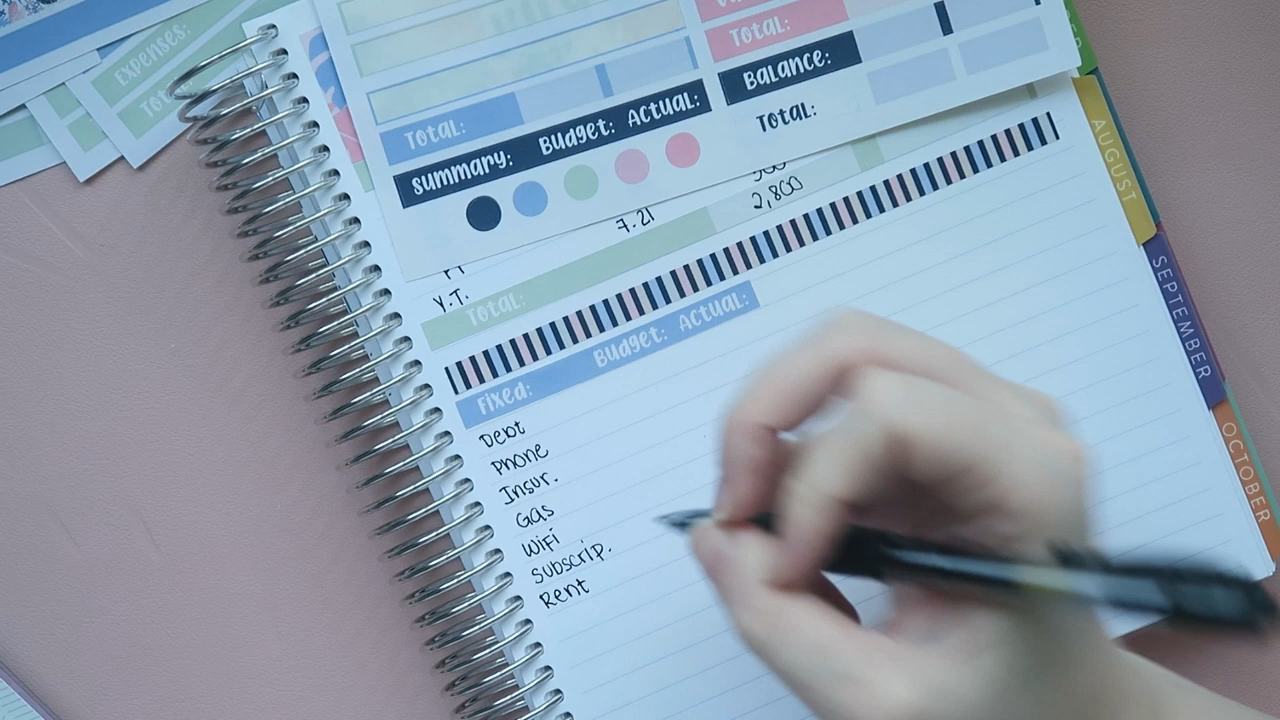 Expenses:
Total:
Total:
Balance:
Total:
Summary: Budget: Actual:
Total:
7.21
2,800
Y.T.
Total:
Fixed: Budget: Actual:
Debt
Phone
Insur.
Gas
WiFi
Subscrip.
Rent
AUGUST
SEPTEMBER
OCTOBER